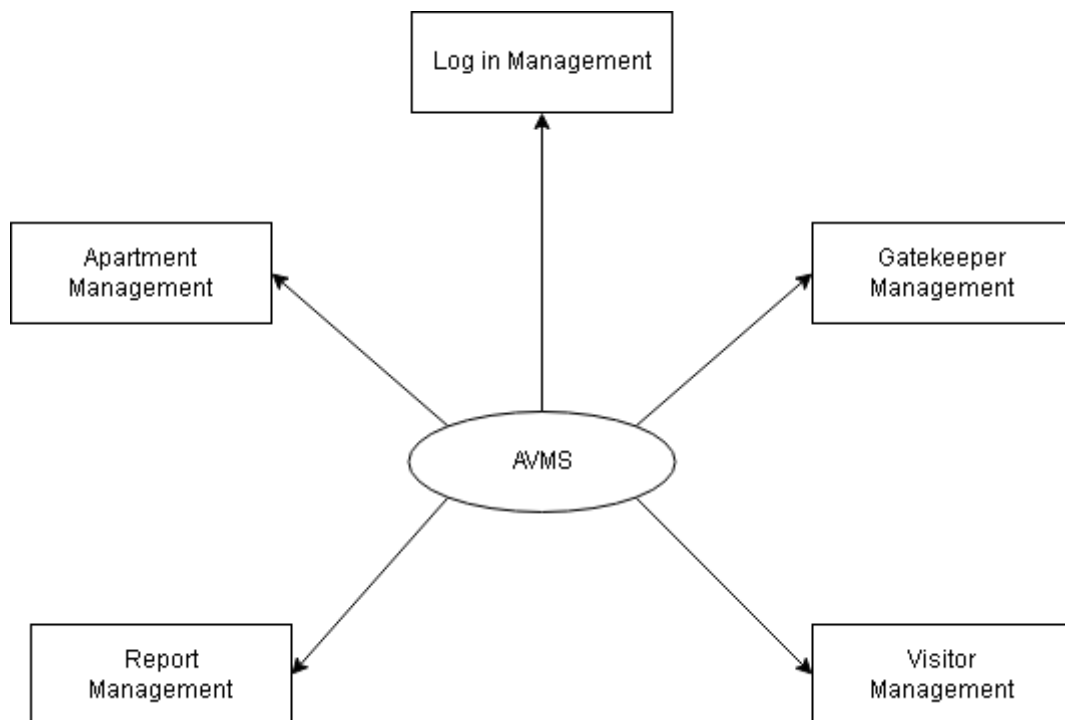 Log in Management
Apartment
Management
Gatekeeper
Management
AVMS
Report
Management
Visitor
Management